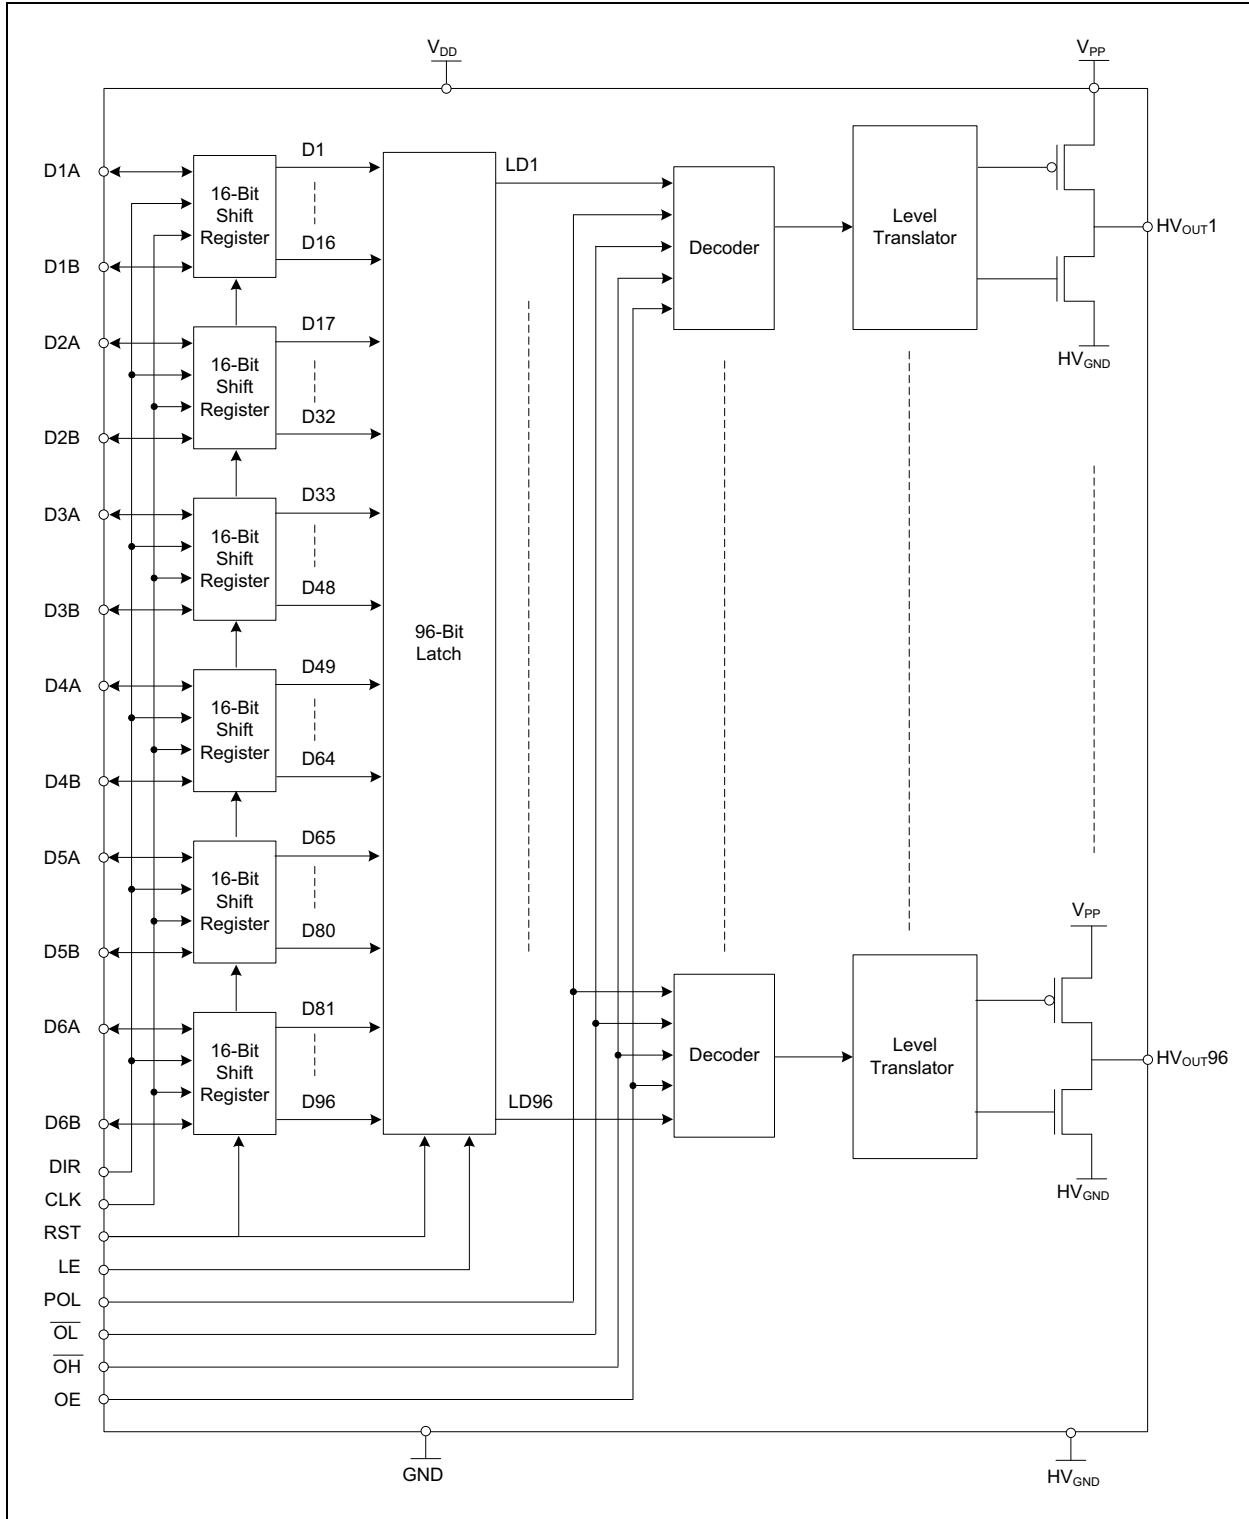 VDD
VPP
D1A
D1B
16-Bit
Shift
Register
D1
D16
LD1
Decoder
Level
Translator
HVOUT1
HVGND
D2A
D2B
16-Bit
Shift
Register
D17
D32
D3A
D3B
16-Bit
Shift
Register
D33
D48
96-Bit
Latch
D4A
D4B
16-Bit
Shift
Register
D49
D64
D5A
D5B
16-Bit
Shift
Register
D65
D80
VPP
D6A
D6B
16-Bit
Shift
Register
D81
D96
LD96
Decoder
Level
Translator
HVOUT96
HVGND
DIR
CLK
RST
LE
POL
OL
OH
OE
GND
HVGND